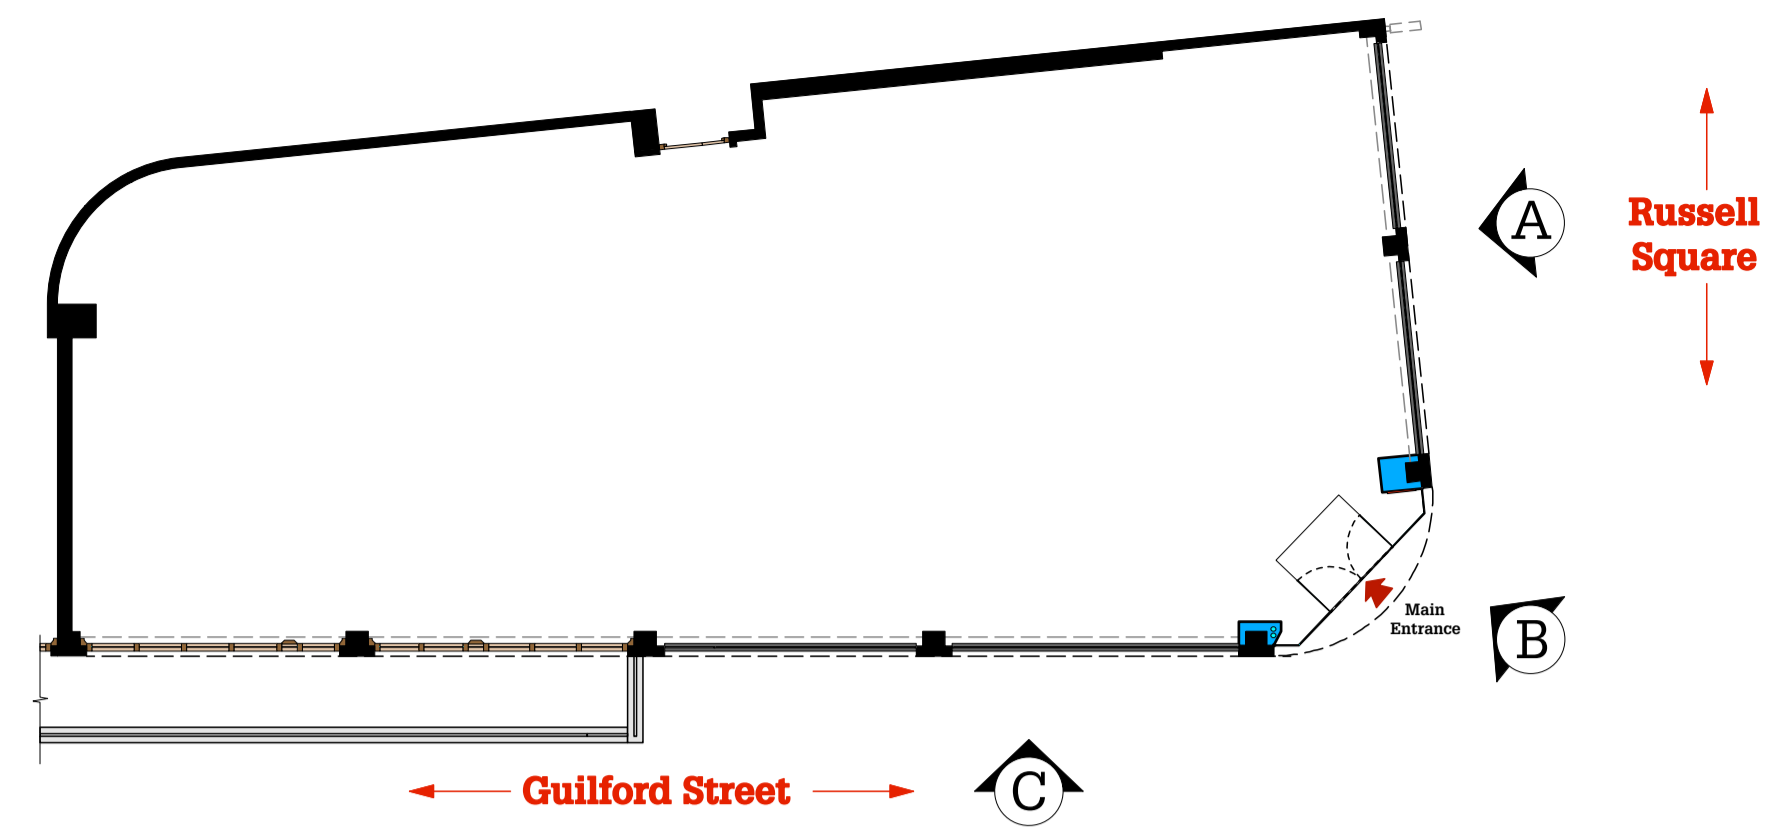 A
Russell
Square
Main
Entrance
B
Guilford Street
C